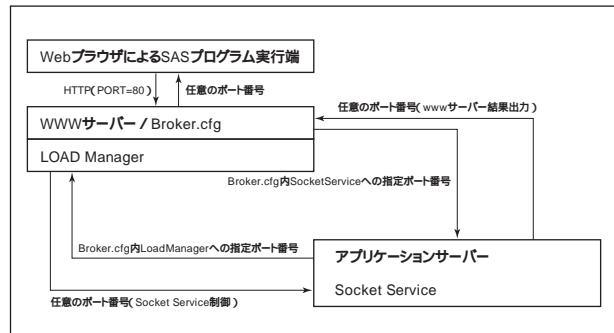 WebブラウザによるSASプログラム実行端
HTTP(PORT=80)
任意のポート番号
任意のポート番号(wwwサーバー結果出力)
WWWサーバー / Broker.cfg
LOAD Manager
Broker.cfg内SocketServiceへの指定ポート番号
Broker.cfg内LoadManagerへの指定ポート番号
アプリケーションサーバー
Socket Service
任意のポート番号(Socket Service制御)